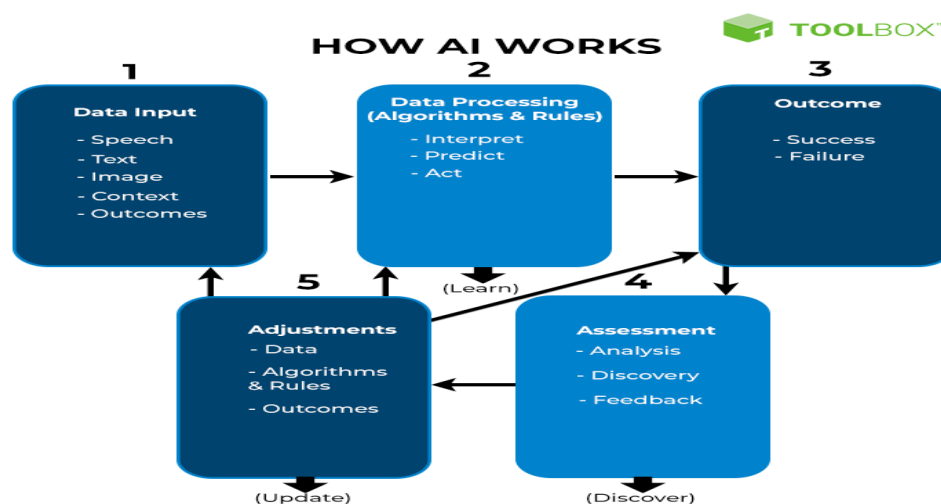 TOOLBOX™
HOW AI WORKS
1
Data Input
- Speech
- Text
- Image
- Context
- Outcomes
2
Data Processing
(Algorithms & Rules)
- Interpret
- Predict
- Act
(Learn)
3
Outcome
- Success
- Failure
4
Assessment
- Analysis
- Discovery
- Feedback
(Discover)
5
Adjustments
- Data
- Algorithms
& Rules
- Outcomes
(Update)